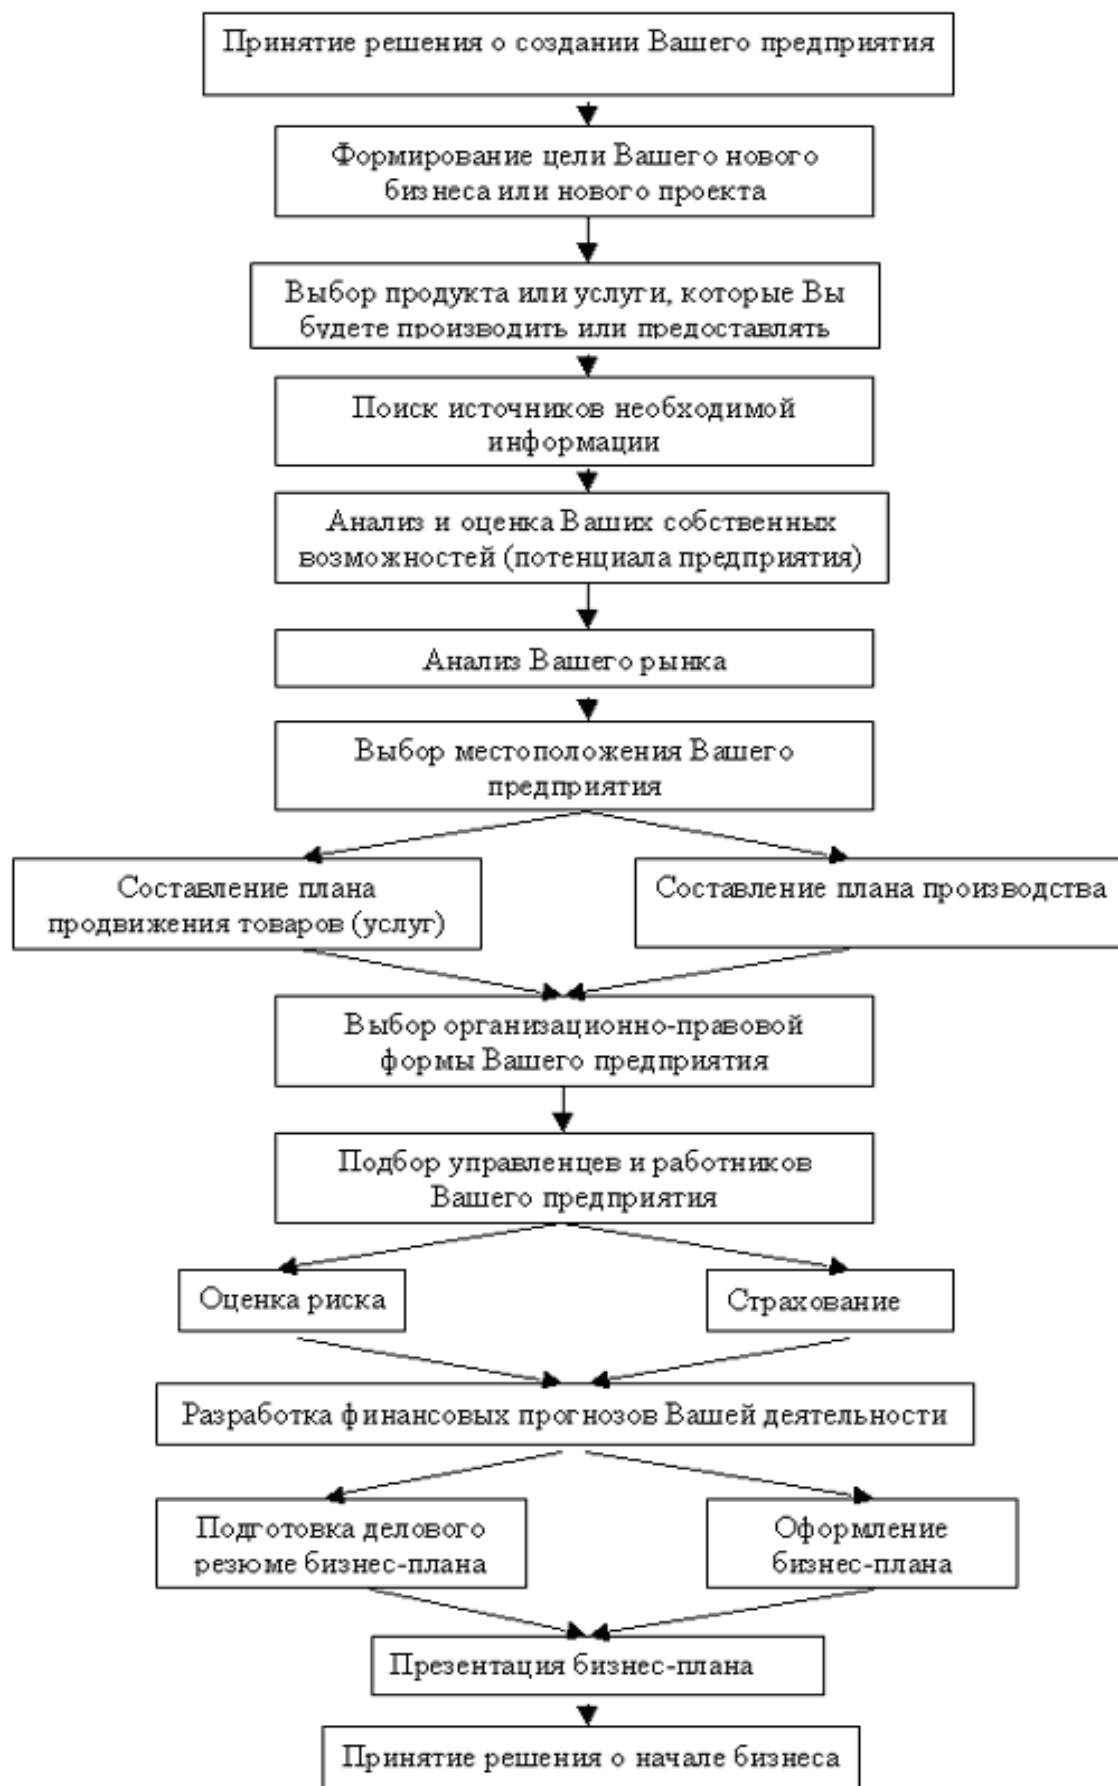 Принятие решения о создании Вашего предприятия
Формирование цели Вашего нового
бизнеса или нового проекта
Выбор продукта или услуги, которые Вы
будете производить или предоставлять
Поиск источников необходимой
информации
Анализ и оценка Ваших собственных
возможностей (потенциала предприятия)
Анализ Вашего рынка
Выбор местоположения Вашего
предприятия
Составление плана
продвижения товаров (услуг)
Составление плана производства
Выбор организационно-правовой
формы Вашего предприятия
Подбор управленцев и работников
Вашего предприятия
Оценка риска
Страхование
Разработка финансовых прогнозов Вашей деятельности
Подготовка делового
резюме бизнес-плана
Оформление
бизнес-плана
Презентация бизнес-плана
Принятие решения о начале бизнеса